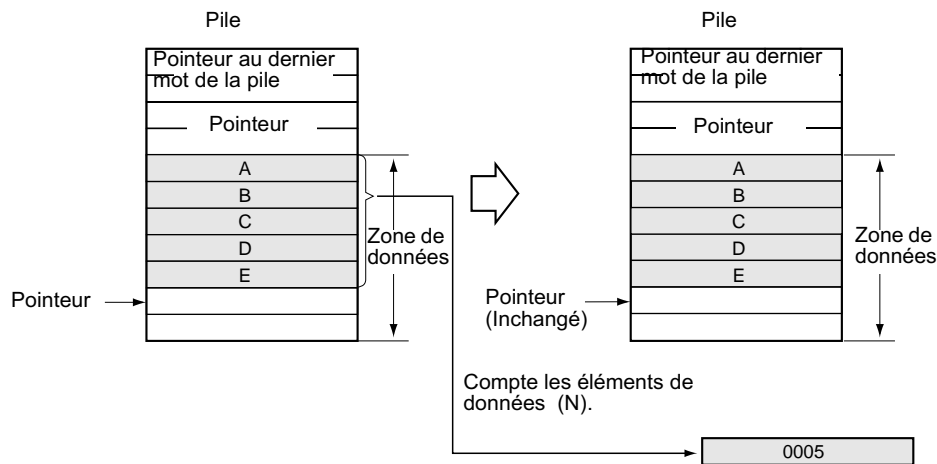 Pile
Pointeur au dernier
mot de la pile
Pointeur
A
B
C
D
E
Zone de
données
Pointeur
Pile
Pointeur au dernier
mot de la pile
Pointeur
A
B
C
D
E
Zone de
données
Pointeur
(Inchangé)
Compte les éléments de
données (N).
0005